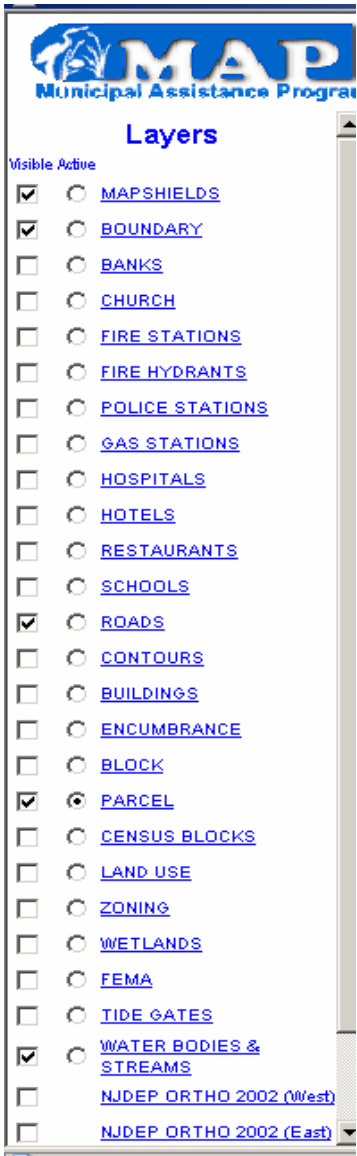 MAP
Municipal Assistance
Layers
Visible Active
MAPSHIELDS
BOUNDARY
BANKS
CHURCH
FIRE STATIONS
FIRE HYDRANTS
POLICE STATIONS
GAS STATIONS
HOSPITALS
HOTELS
RESTAURANTS
SCHOOLS
ROADS
CONTOURS
BUILDINGS
ENCUMBRANCE
BLOCK
PARCEL
CENSUS BLOCKS
LAND USE
ZONING
WETLANDS
FEMA
TIDE GATES
WATER BODIES &
STREAMS
NJDEP ORTHO 2002 (West)
NJDEP ORTHO 2002 (East)